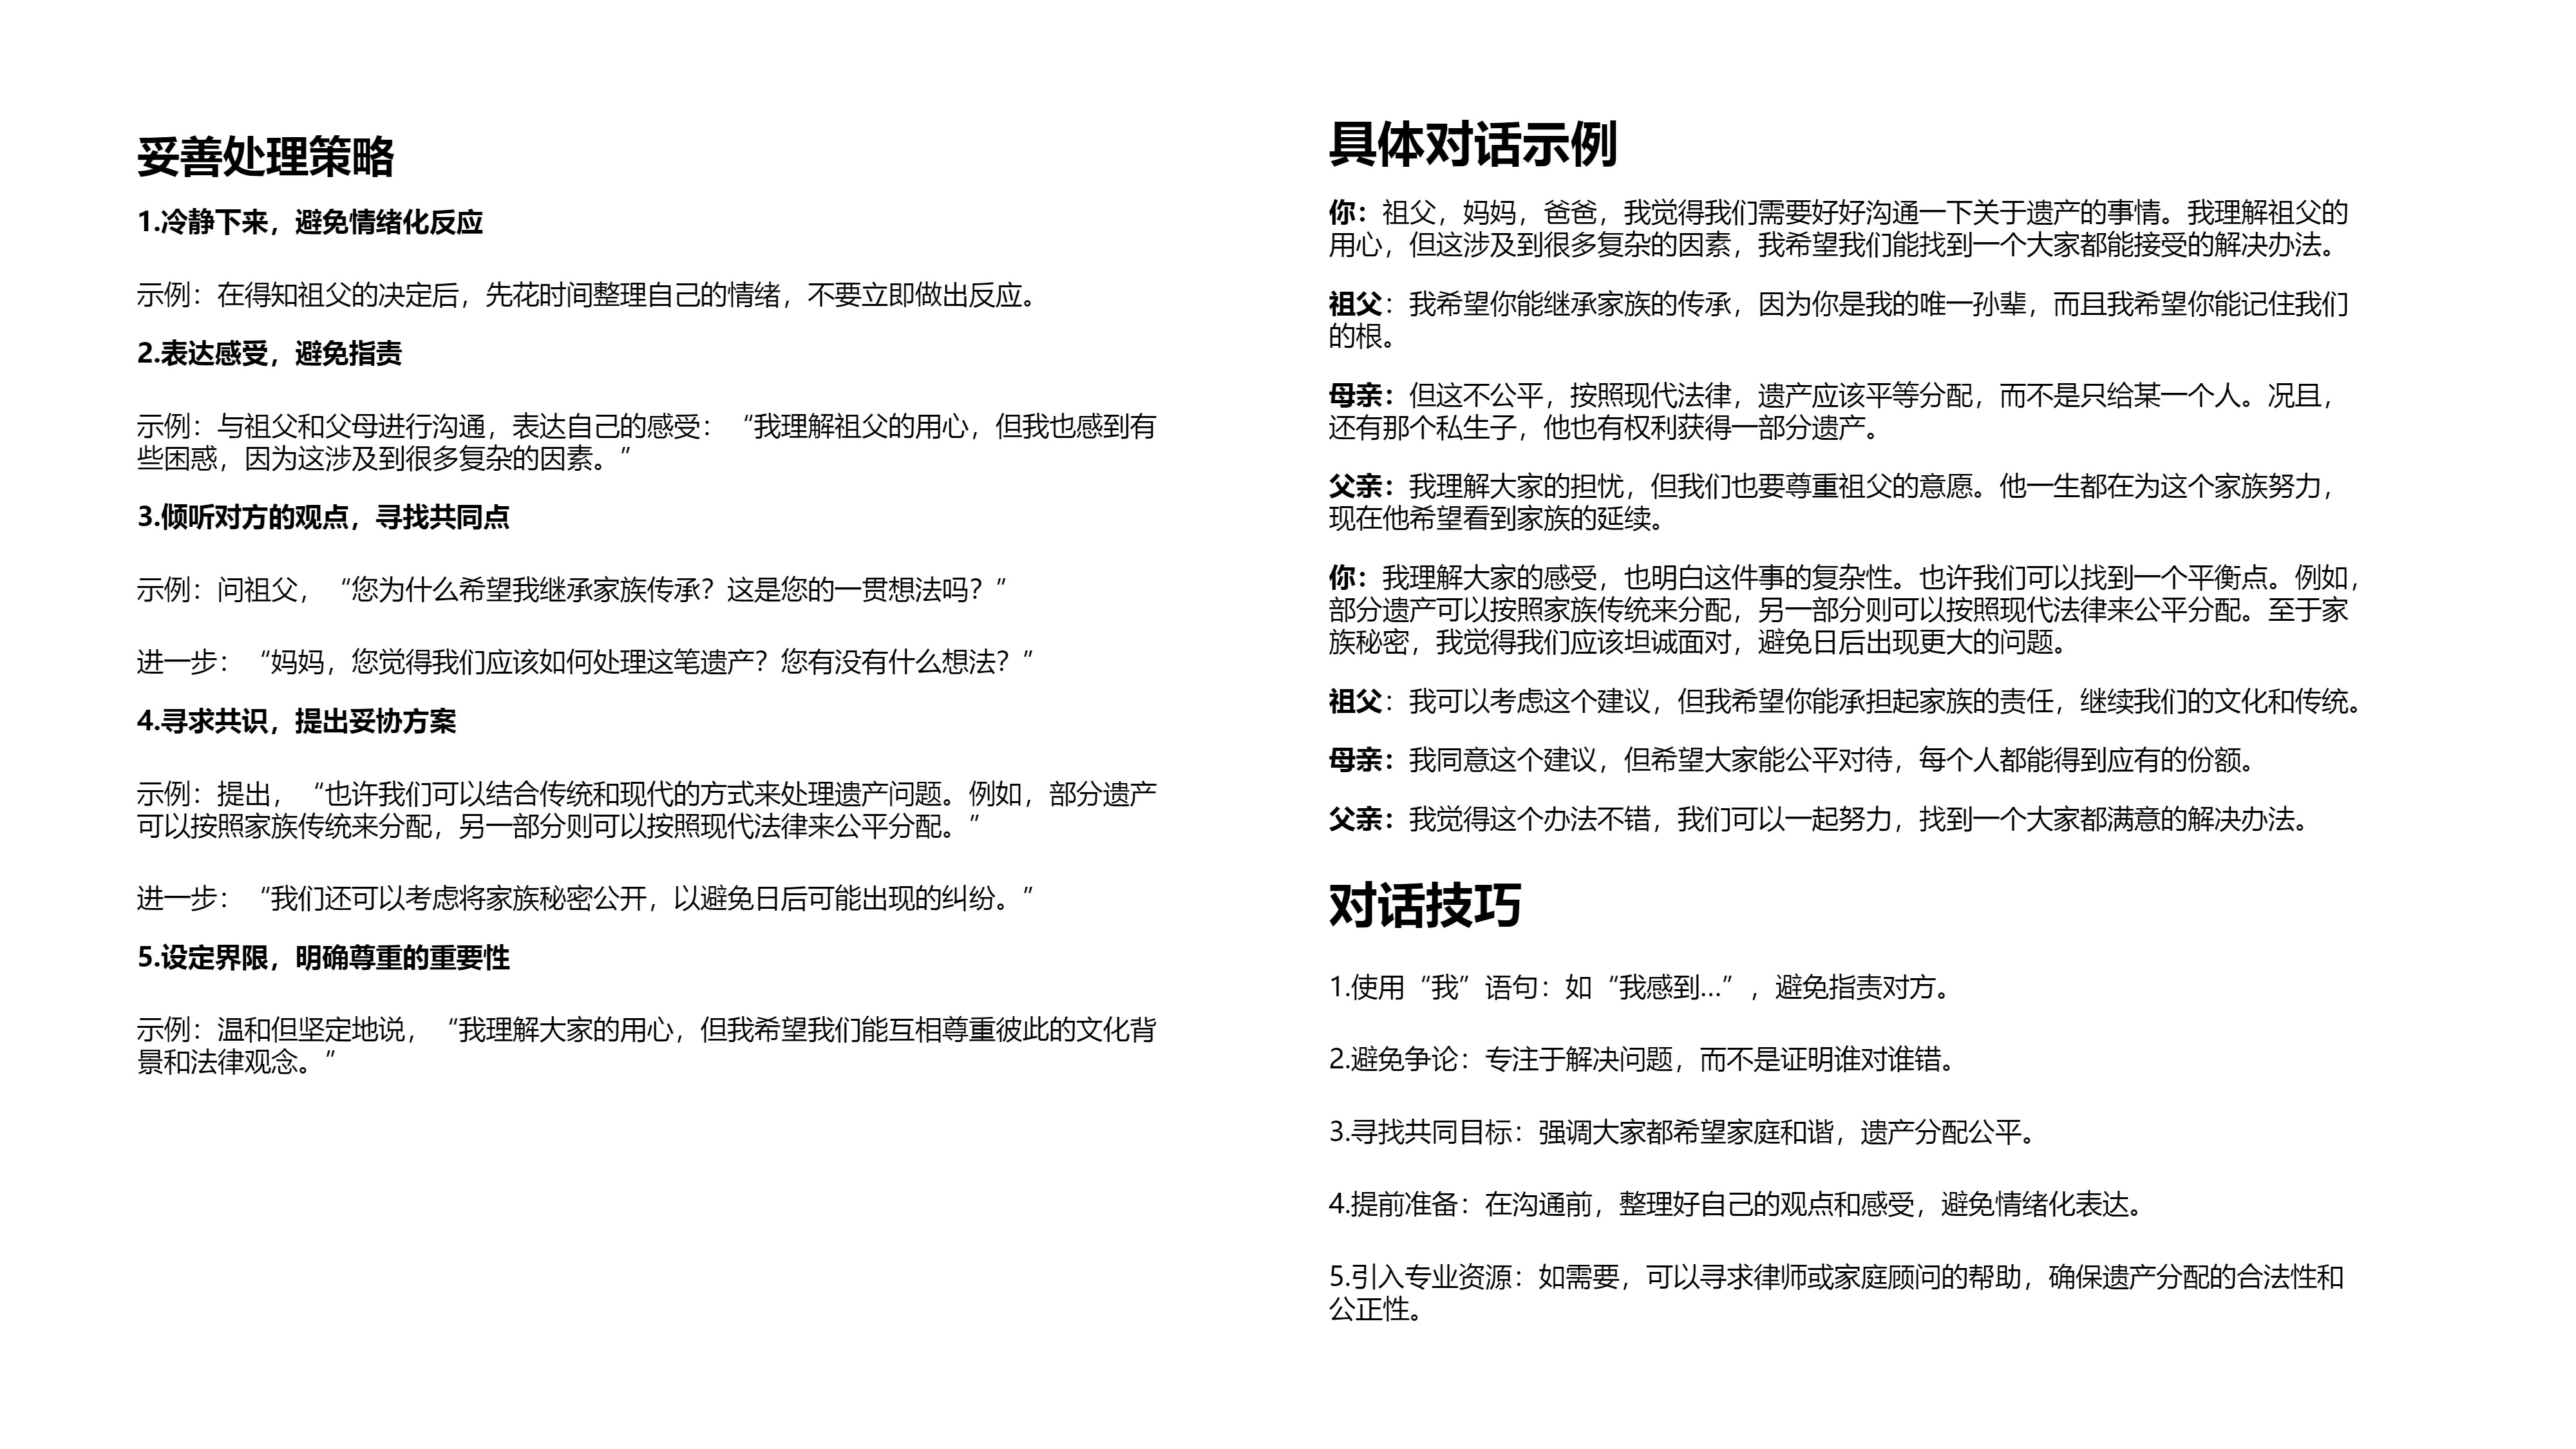 妥善处理策略
1.冷静下来，避免情绪化反应
示例：在得知祖父的决定后，先花时间整理自己的情绪，不要立即做出反应。
2.表达感受，避免指责
示例：与祖父和父母进行沟通，表达自己的感受：“我理解祖父的用心，但我也感到有
些困惑，因为这涉及到很多复杂的因素。”
3.倾听对方的观点，寻找共同点
示例：问祖父，“您为什么希望我继承家族传承？这是您的一贯想法吗？”
进一步：“妈妈，您觉得我们应该如何处理这笔遗产？您有没有什么想法？”
4.寻求共识，提出妥协方案
示例：提出，“也许我们可以结合传统和现代的方式来处理遗产问题。例如，部分遗产
可以按照家族传统来分配，另一部分则可以按照现代法律来公平分配。”
进一步：“我们还可以考虑将家族秘密公开，以避免日后可能出现的纠纷。”
5.设定界限，明确尊重的重要性
示例：温和但坚定地说，“我理解大家的用心，但我希望我们能互相尊重彼此的文化背
景和法律观念。”
具体对话示例
你：祖父，妈妈，爸爸，我觉得我们需要好好沟通一下关于遗产的事情。我理解祖父的
用心，但这涉及到很多复杂的因素，我希望我们能找到一个大家都能接受的解决办法。
祖父：我希望你能继承家族的传承，因为你是我的唯一孙辈，而且我希望你能记住我们
的根。
母亲：但这不公平，按照现代法律，遗产应该平等分配，而不是只给某一个人。况且，
还有那个私生子，他也有权利获得一部分遗产。
父亲：我理解大家的担忧，但我们也要尊重祖父的意愿。他一生都在为这个家族努力，
现在他希望看到家族的延续。
你：我理解大家的感受，也明白这件事的复杂性。也许我们可以找到一个平衡点。例如，
部分遗产可以按照家族传统来分配，另一部分则可以按照现代法律来公平分配。至于家
族秘密，我觉得我们应该坦诚面对，避免日后出现更大的问题。
祖父：我可以考虑这个建议，但我希望你能承担起家族的责任，继续我们的文化和传统。
母亲：我同意这个建议，但希望大家能公平对待，每个人都能得到应有的份额。
父亲：我觉得这个办法不错，我们可以一起努力，找到一个大家都满意的解决办法。
对话技巧
1.使用“我”语句：如“我感到...”，避免指责对方。
2.避免争论：专注于解决问题，而不是证明谁对谁错。
3.寻找共同目标：强调大家都希望家庭和谐，遗产分配公平。
4.提前准备：在沟通前，整理好自己的观点和感受，避免情绪化表达。
5.引入专业资源：如需要，可以寻求律师或家庭顾问的帮助，确保遗产分配的合法性和
公正性。